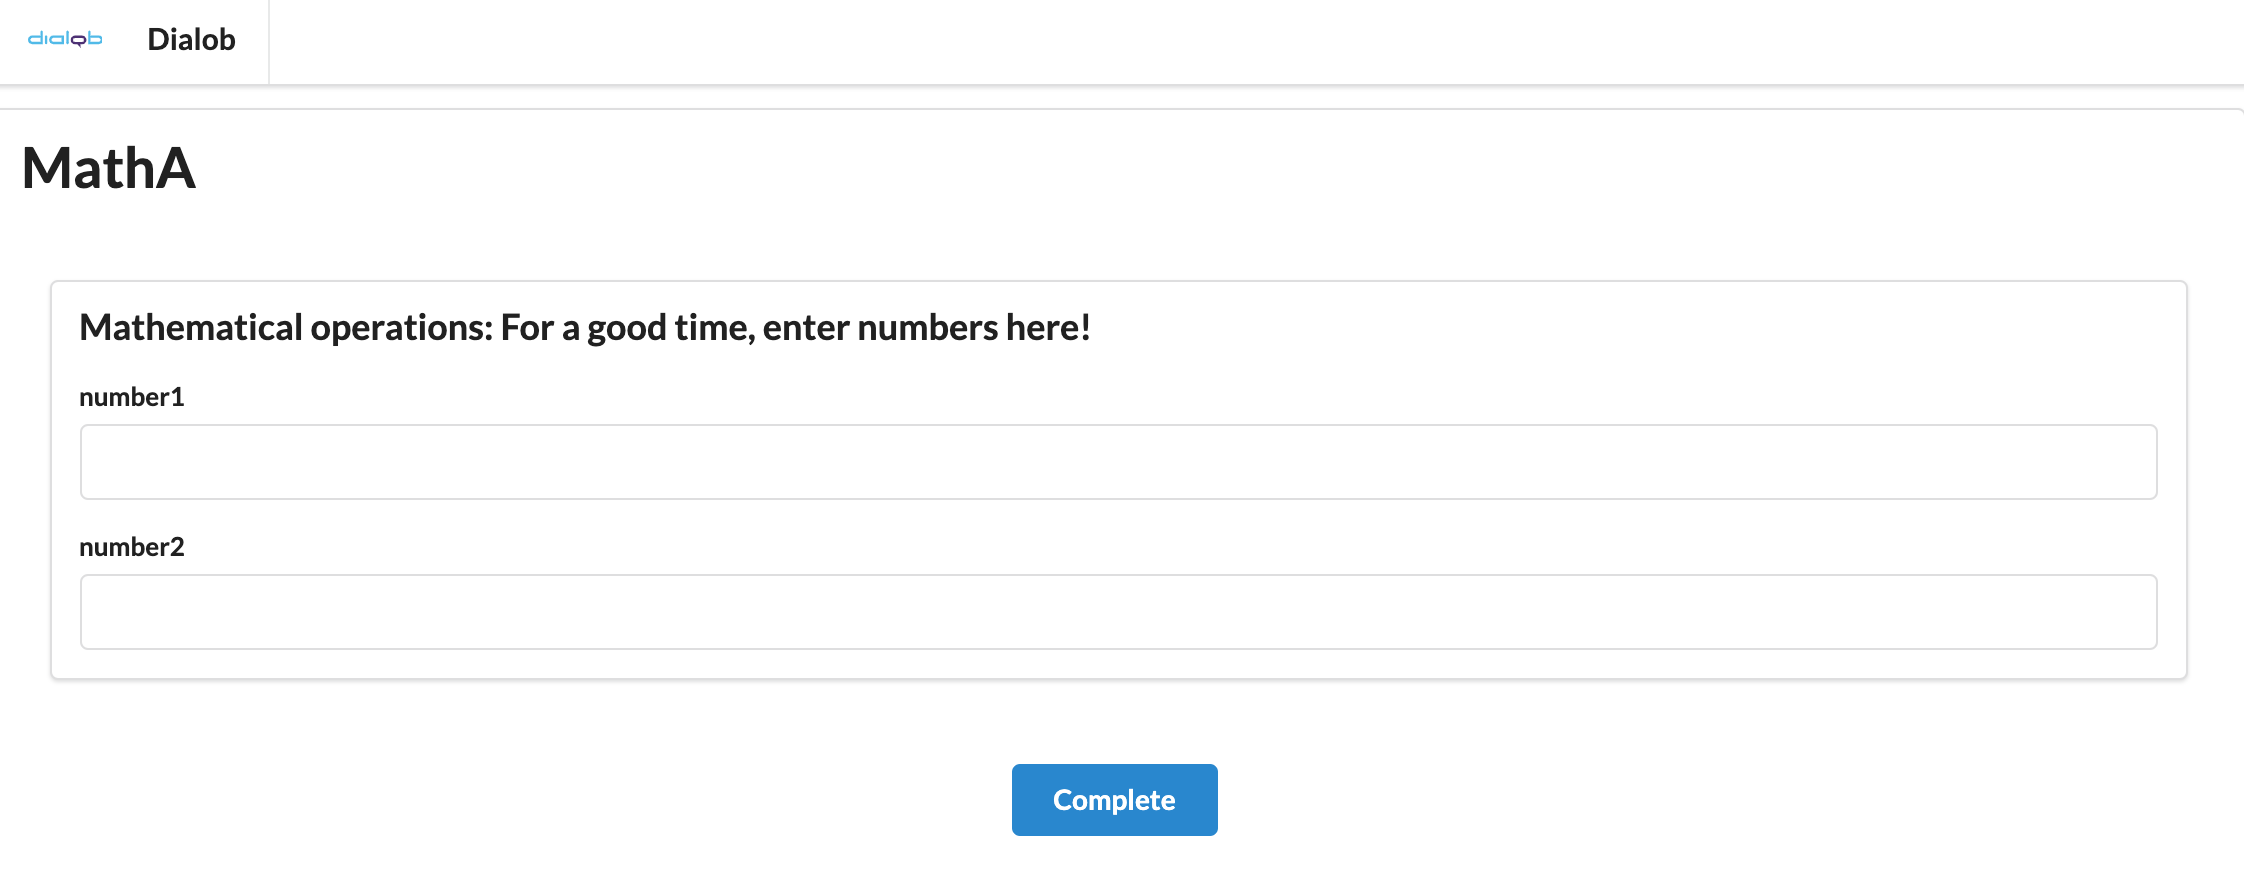 dialob Dialob
MathA
Mathematical operations: For a good time, enter numbers here!
number1
number2
Complete